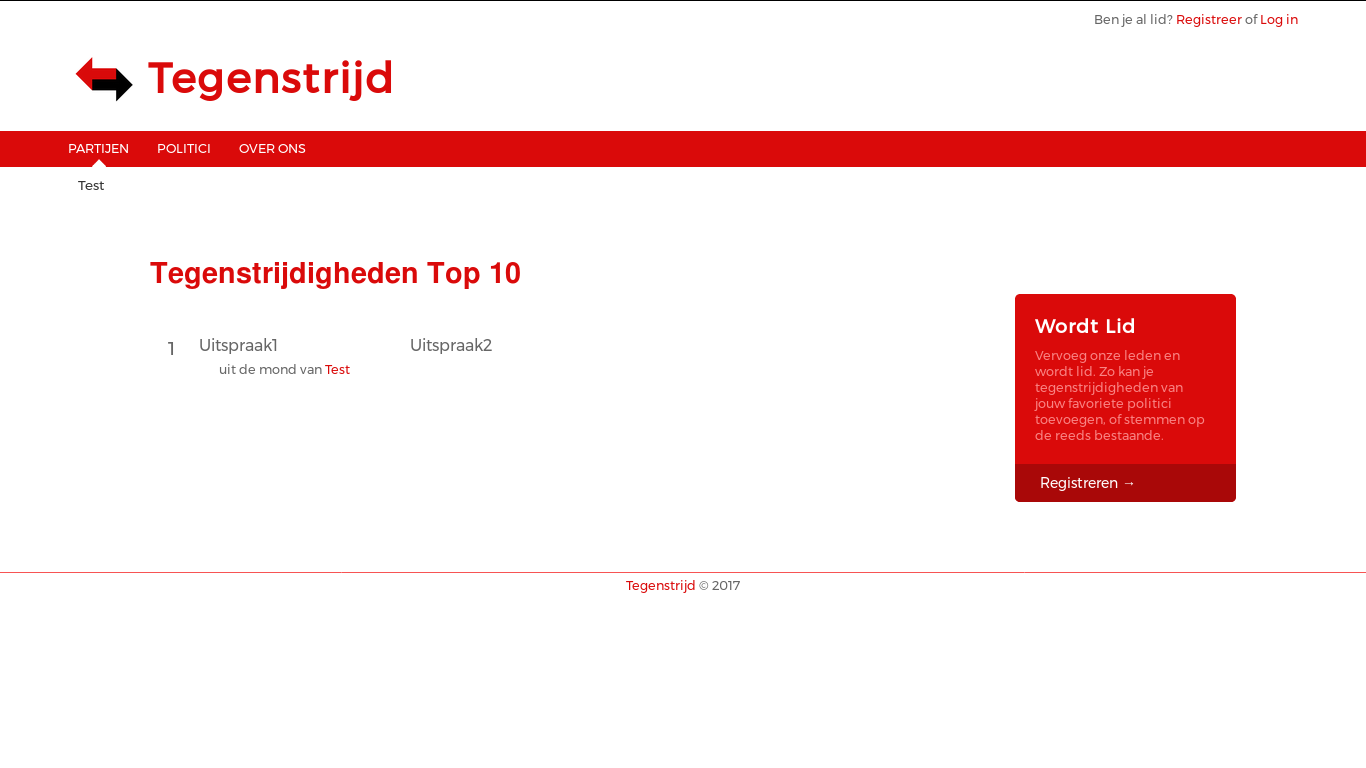 Ben je al lid? Registreer of Log in
Tegenstrijd
PARTIJEN POLITICI OVER ONS
Test
Tegenstrijdigheden Top 10
1 Uitspraak1 Uitspraak2
uit de mond van Test
Wordt Lid
Vervoeg onze leden en
wordt lid. Zo kan je
tegenstrijdigheden van
jouw favoriete politici
toevoegen, of stemmen op
de reeds bestaande.
Registreren →
Tegenstrijd © 2017